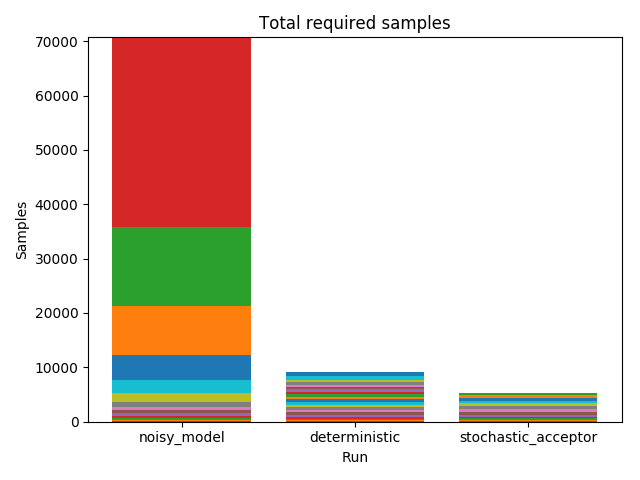 Total required samples
70000
60000
50000
40000
30000
20000
10000
0
Samples
noisy_model
deterministic
stochastic_acceptor
Run